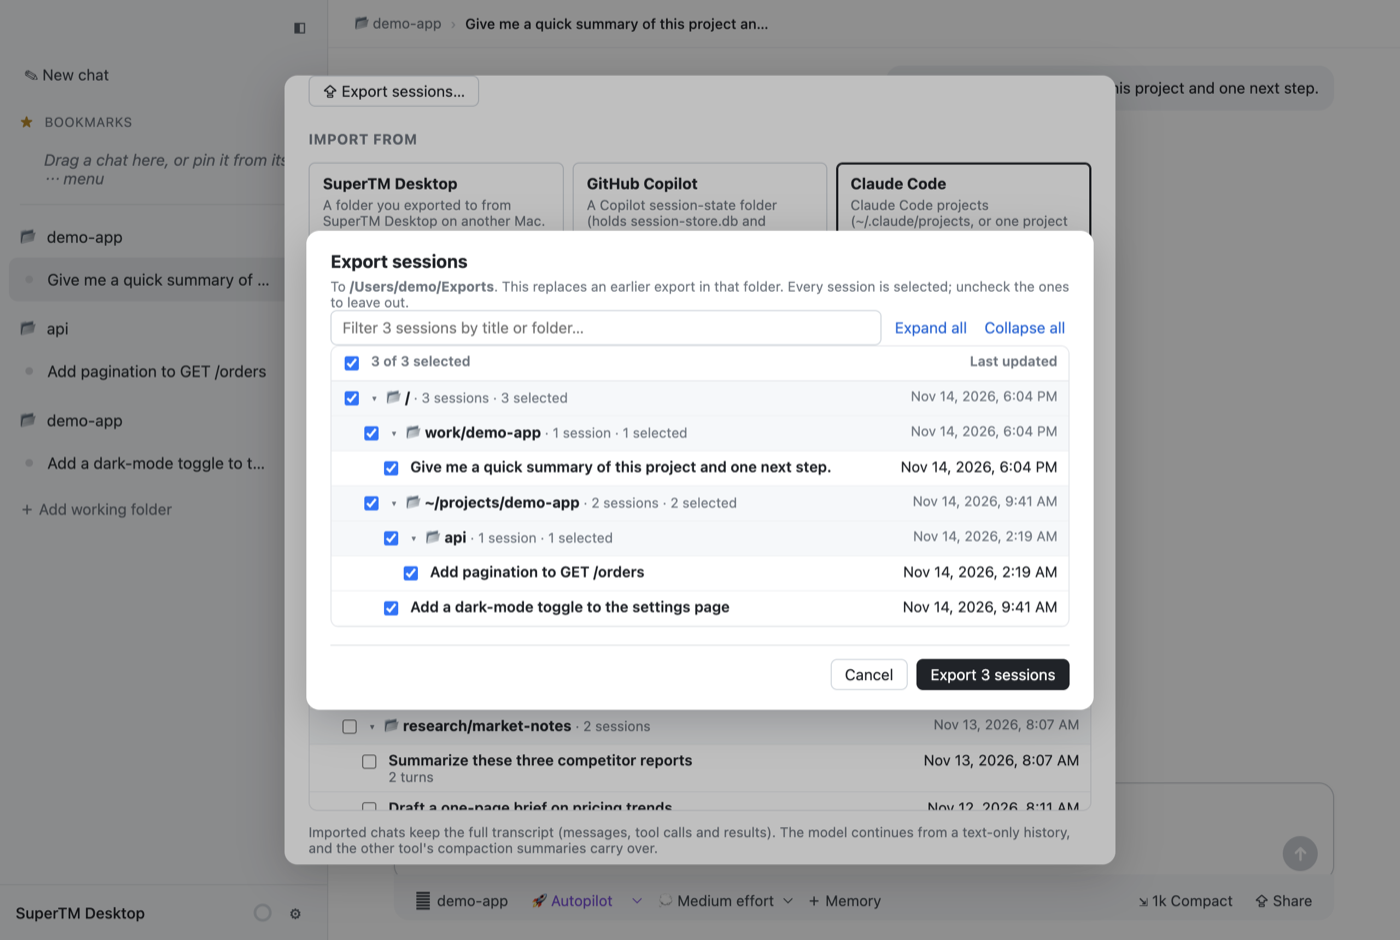 demo-app › Give me a quick summary of this project an...
New chat
BOOKMARKS
Drag a chat here, or pin it from its
··· menu
demo-app
Give me a quick summary of ...
api
Add pagination to GET /orders
demo-app
Add a dark-mode toggle to t...
+ Add working folder
SuperTM Desktop
his project and one next step.
Export sessions...
IMPORT FROM
SuperTM Desktop
A folder you exported to from
SuperTM Desktop on another Mac.
GitHub Copilot
A Copilot session-state folder
(holds session-store.db and
Claude Code
Claude Code projects
(~/.claude/projects, or one project
Export sessions
To /Users/demo/Exports. This replaces an earlier export in that folder. Every session is selected; uncheck the ones
to leave out.
Filter 3 sessions by title or folder...
Expand all
Collapse all
3 of 3 selected
Last updated
/ · 3 sessions · 3 selected
Nov 14, 2026, 6:04 PM
work/demo-app · 1 session · 1 selected
Nov 14, 2026, 6:04 PM
Give me a quick summary of this project and one next step.
Nov 14, 2026, 6:04 PM
~/projects/demo-app · 2 sessions · 2 selected
Nov 14, 2026, 9:41 AM
api · 1 session · 1 selected
Nov 14, 2026, 2:19 AM
Add pagination to GET /orders
Nov 14, 2026, 2:19 AM
Add a dark-mode toggle to the settings page
Nov 14, 2026, 9:41 AM
Cancel
Export 3 sessions
research/market-notes · 2 sessions
Nov 13, 2026, 8:07 AM
Summarize these three competitor reports
Nov 13, 2026, 8:07 AM
2 turns
Draft a one-page brief on pricing trends
Nov 12, 2026, 8:11 AM
Imported chats keep the full transcript (messages, tool calls and results). The model continues from a text-only history,
and the other tool's compaction summaries carry over.
demo-app
Autopilot
Medium effort
+ Memory
1k Compact
Share